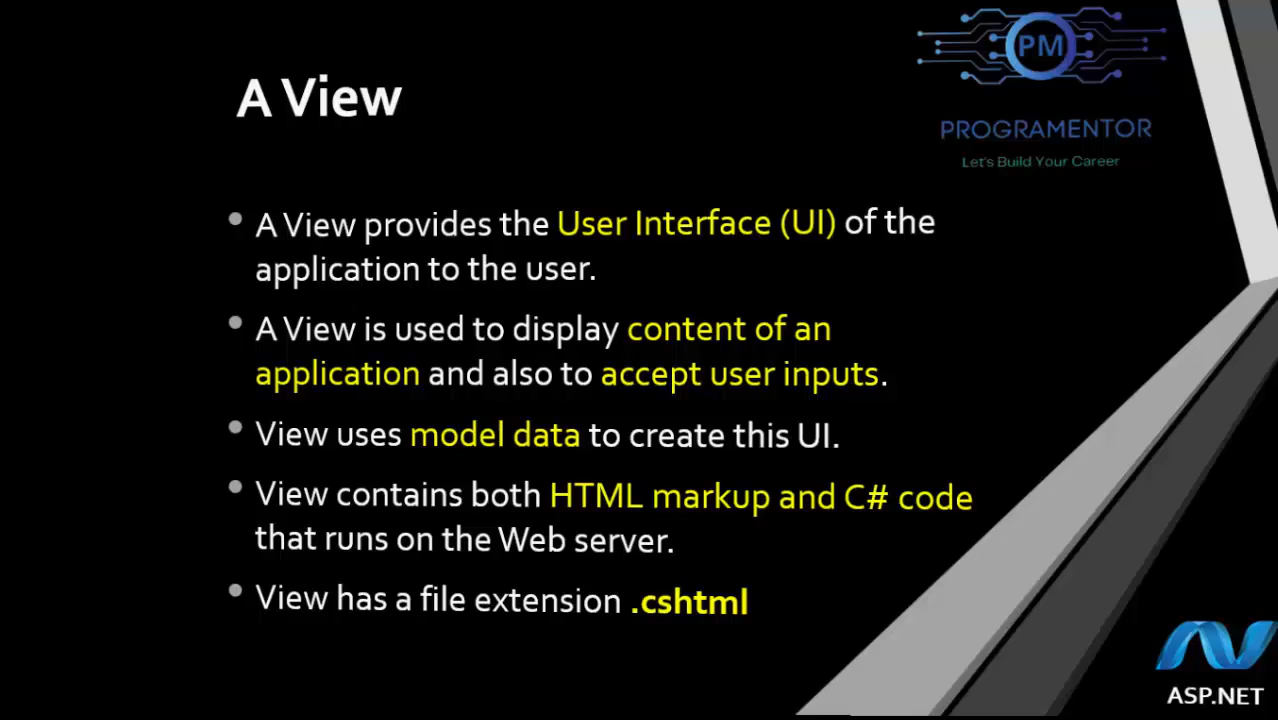 PM
PROGRAMENTOR
Let's Build Your Career
A View
• A View provides the User Interface (UI) of the
application to the user.
• A View is used to display content of an
application and also to accept user inputs.
• View uses model data to create this UI.
• View contains both HTML markup and C# code
that runs on the Web server.
• View has a file extension .cshtml
ASP.NET